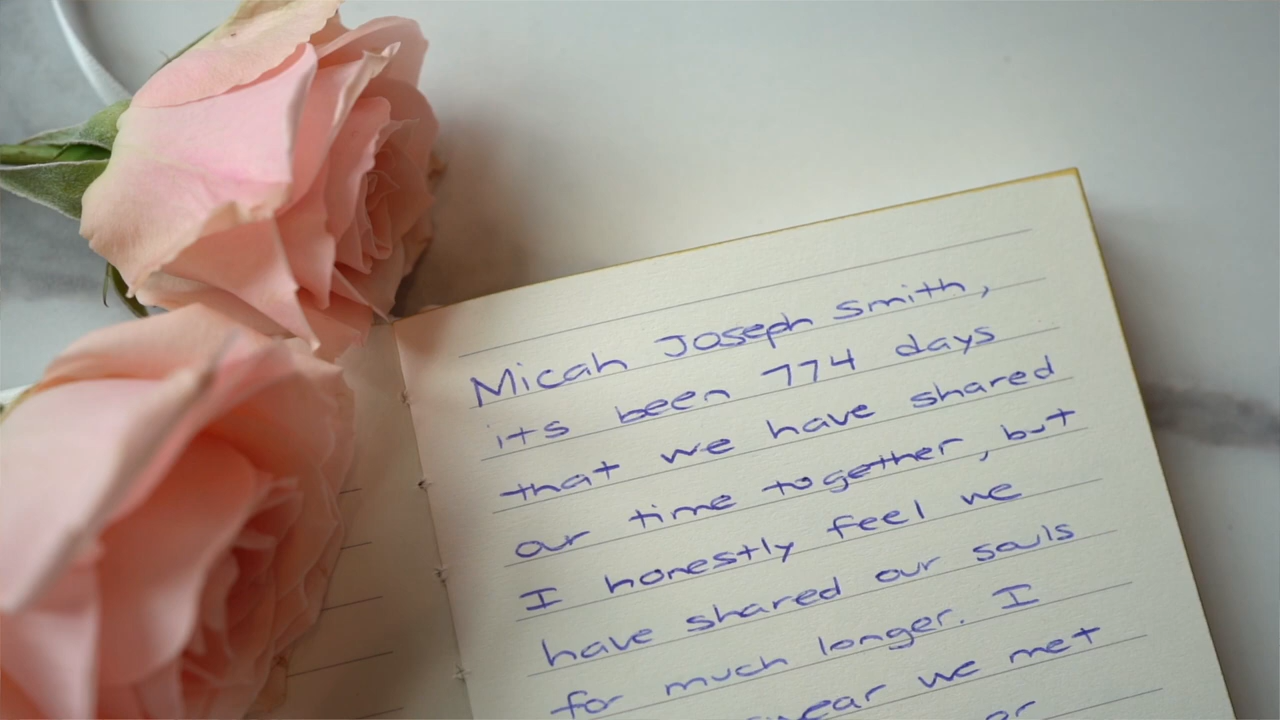 Micah Joseph Smith,
its been 774 days
that we have shared
our time together, but
I honestly feel we
have shared our souls
for much longer. I
we met
or